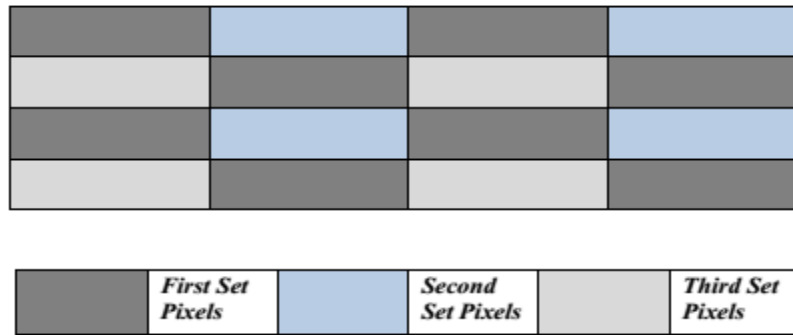 First Set
Pixels
Second
Set Pixels
Third Set
Pixels